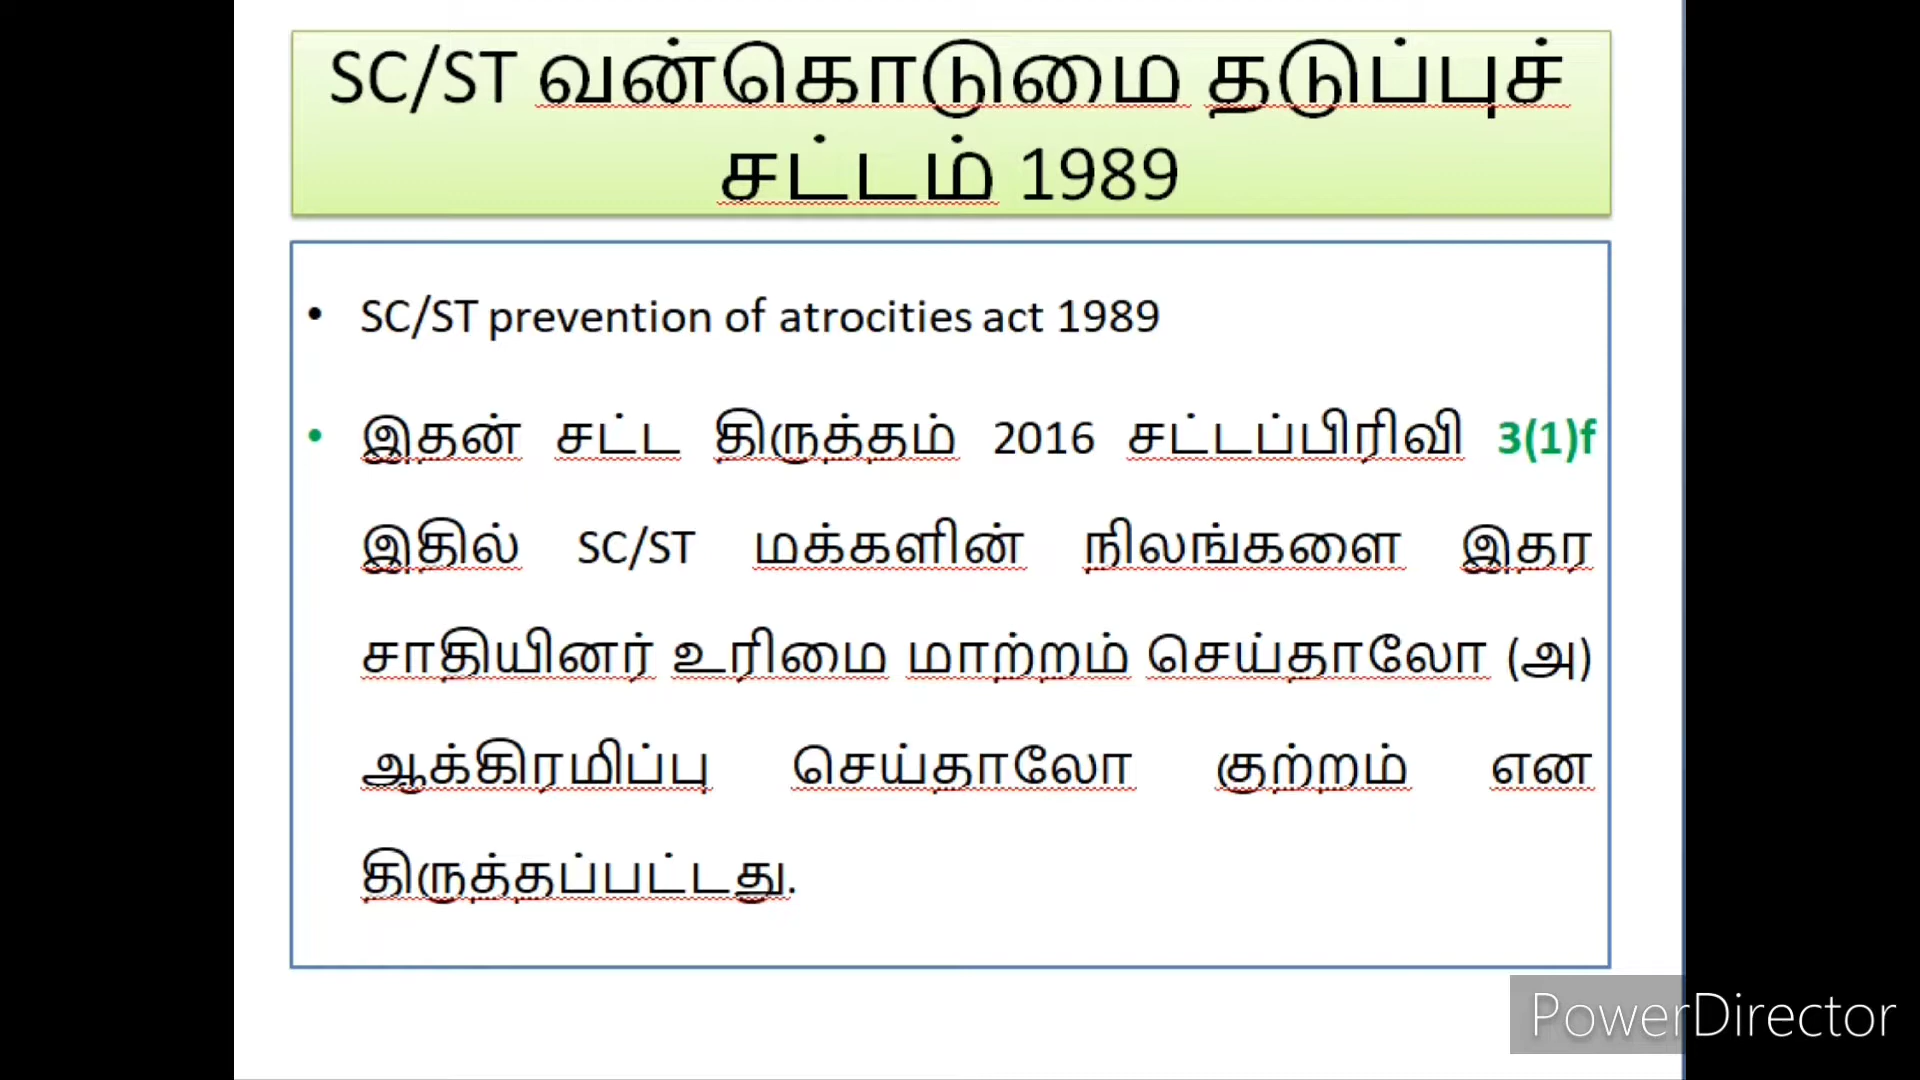 SC/ST வன்கொடுமை தடுப்புச்
சட்டம் 1989
• SC/ST prevention of atrocities act 1989
• இதன் சட்ட திருத்தம் 2016 சட்டப்பிரிவி 3(1)f
இதில் SC/ST மக்களின் நிலங்களை இதர
சாதியினர் உரிமை மாற்றம் செய்தாலோ (அ)
ஆக்கிரமிப்பு செய்தாலோ குற்றம் என
திருத்தப்பட்டது.
PowerDirector